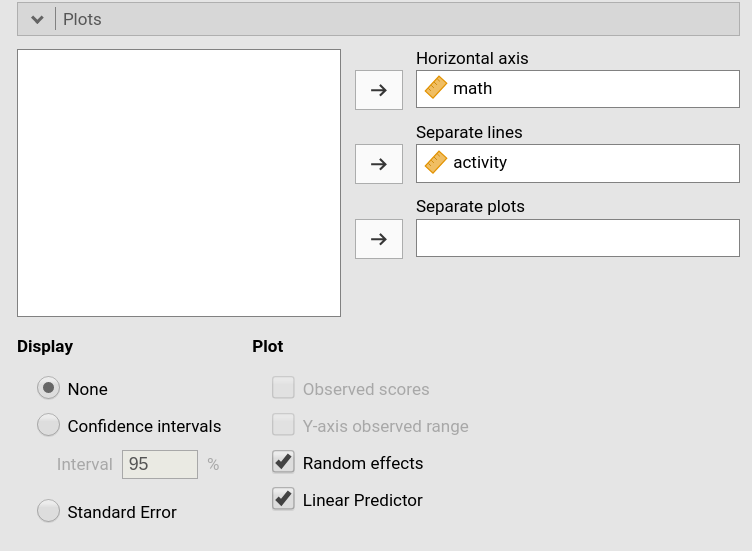 Plots
Horizontal axis
math
Separate lines
activity
Separate plots
Display
Plot
None
Observed scores
Confidence intervals
Y-axis observed range
Interval 95 %
Random effects
Standard Error
Linear Predictor